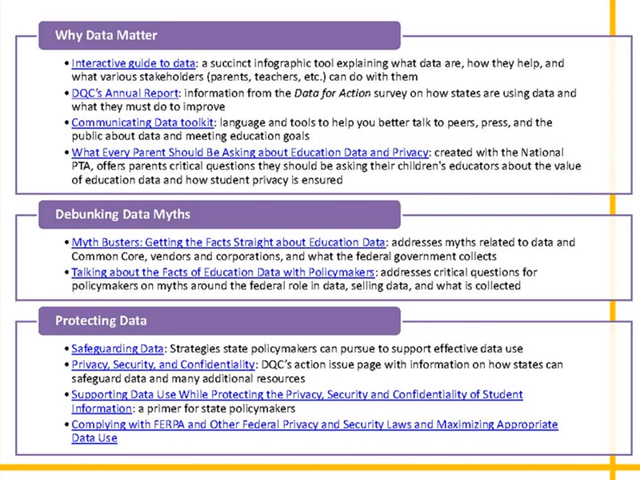 Why Data Matter
• Interactive guide to data: a succinct infographic tool explaining what data are, how they help, and
what various stakeholders (parents, teachers, etc.) can do with them
• DQC's Annual Report: information from the Data for Action survey on how states are using data and
what they must do to improve
• Communicating Data toolkit: language and tools to help you better talk to peers, press, and the
public about data and meeting education goals
• What Every Parent Should Be Asking about Education Data and Privacy: created with the National
PTA, offers parents critical questions they should be asking their children's educators about the value
of education data and how student privacy is ensured
Debunking Data Myths
• Myth Busters: Getting the Facts Straight about Education Data: addresses myths related to data and
Common Core, vendors and corporations, and what the federal government collects
• Talking about the Facts of Education Data with Policymakers: addresses critical questions for
policymakers on myths around the federal role in data, selling data, and what is collected
Protecting Data
• Safeguarding Data: Strategies state policymakers can pursue to support effective data use
• Privacy, Security, and Confidentiality: DQC's action issue page with information on how states can
safeguard data and many additional resources
• Supporting Data Use While Protecting the Privacy, Security and Confidentiality of Student
Information: a primer for state policymakers
• Complying with FERPA and Other Federal Privacy and Security Laws and Maximizing Appropriate
Data Use